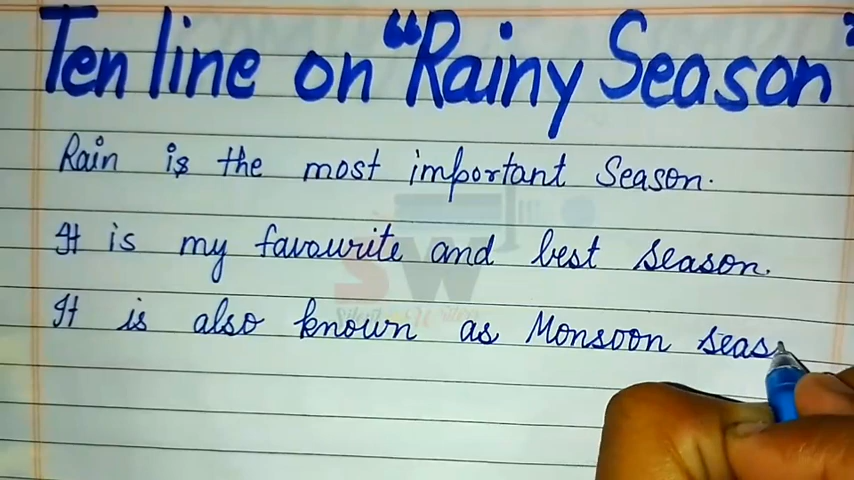 Ten line on "Rainy Season"
Rain is the most important Season.
It is my favourite and best season.
It is also known as Monsoon seas